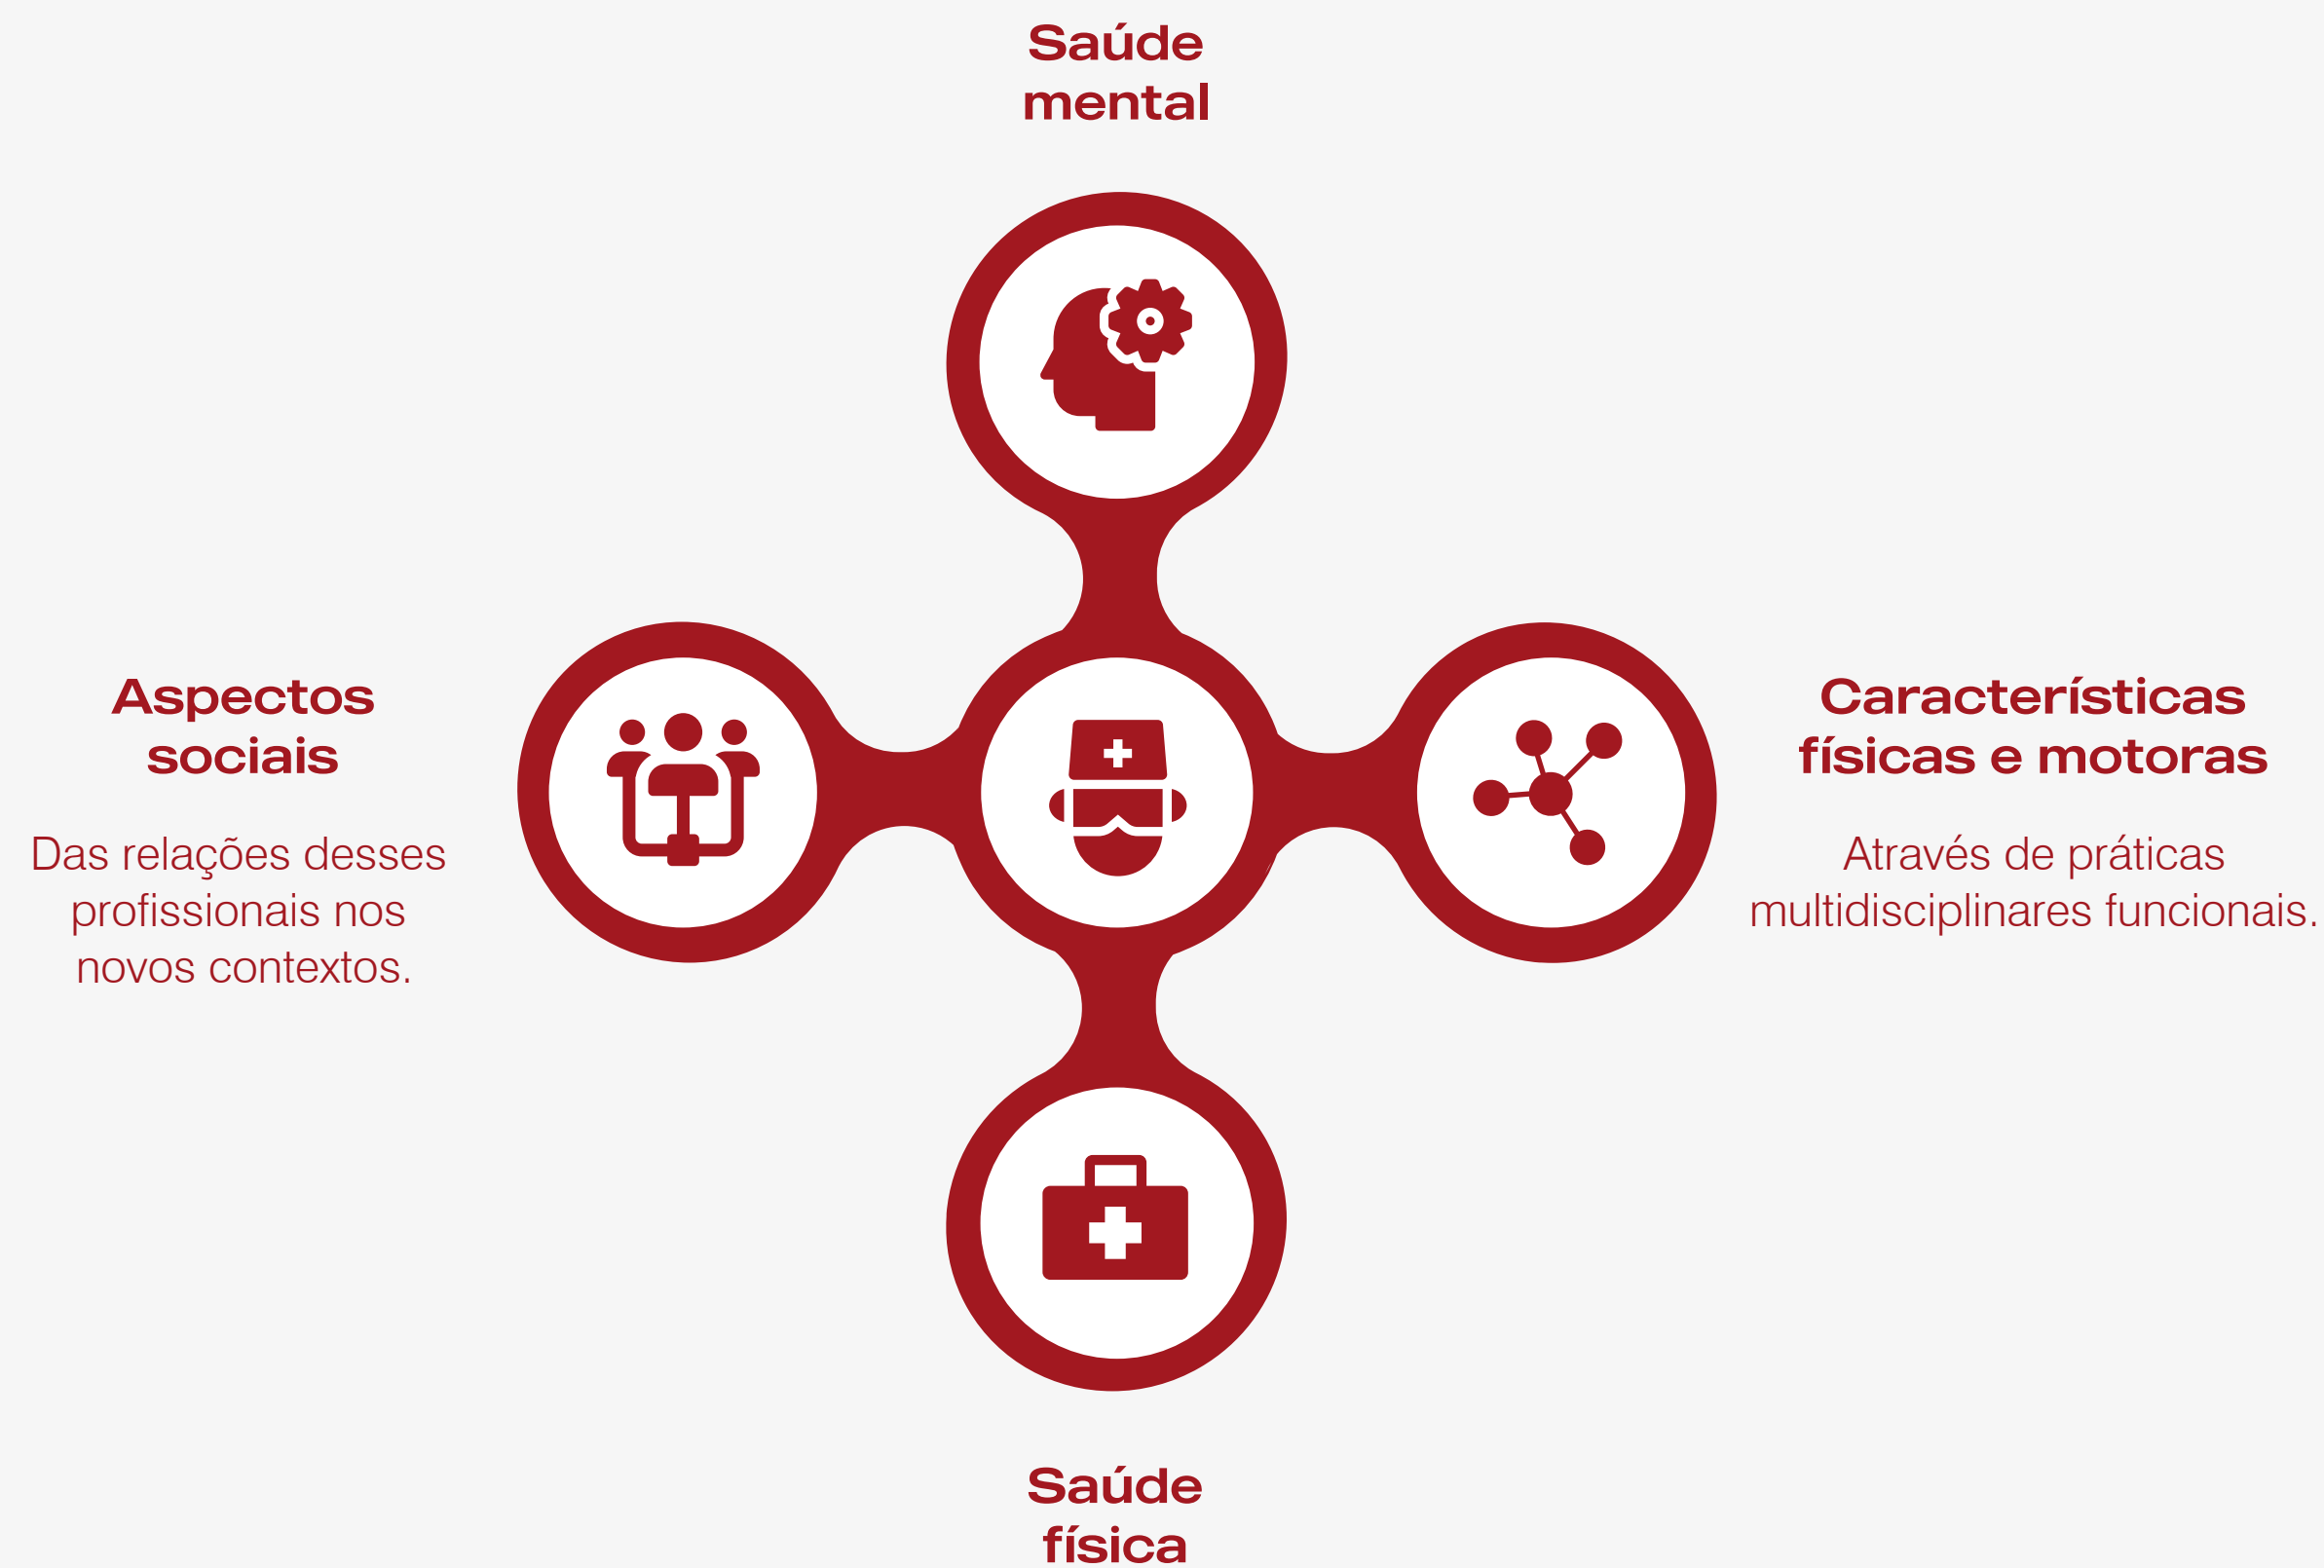 Saúde
mental
Aspectos
sociais
Das relações desses
profissionais nos
novos contextos.
Características
físicas e motoras
Através de práticas
multidisciplinares funcionais.
Saúde
física